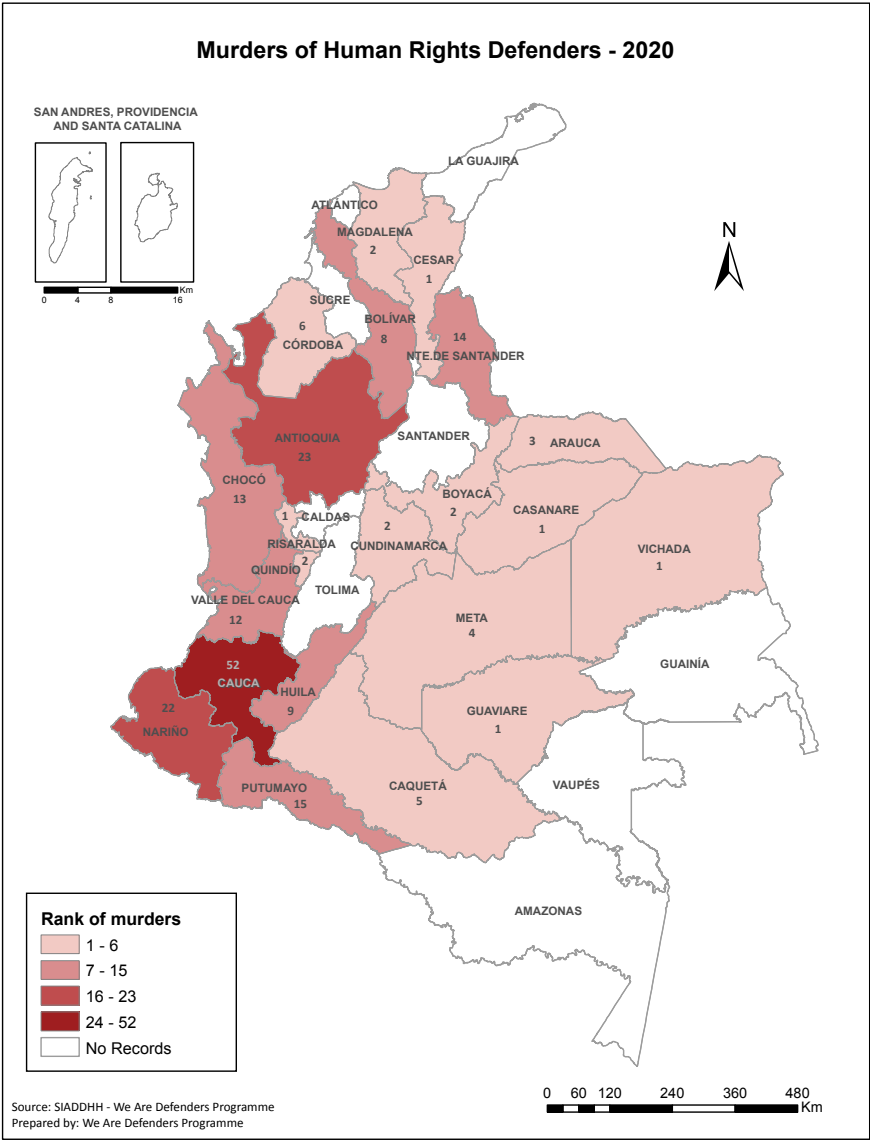 Murders of Human Rights Defenders - 2020
SAN ANDRES, PROVIDENCIA
AND SANTA CATALINA
Km
0 4 8 16
N
LA GUAJIRA
ATLÁNTICO
MAGDALENA
2
CESAR
1
SUCRE
BOLÍVAR
8
6
CÓRDOBA
14
NTE.DE SANTANDER
ANTIOQUIA
23
SANTANDER
3 ARAUCA
CHOCÓ
13
BOYACÁ
2
CASANARE
1
1
CALDAS
2
CUNDINAMARCA
RISARALDA
2
QUINDÍO
VICHADA
1
TOLIMA
VALLE DEL CAUCA
12
META
4
52
CAUCA
GUAINÍA
HUILA
9
22
NARIÑO
GUAVIARE
1
PUTUMAYO
15
CAQUETÁ
5
VAUPÉS
AMAZONAS
Rank of murders
1 - 6
7 - 15
16 - 23
24 - 52
No Records
0 60 120 240 360 480
Km
Source: SIADDHH - We Are Defenders Programme
Prepared by: We Are Defenders Programme